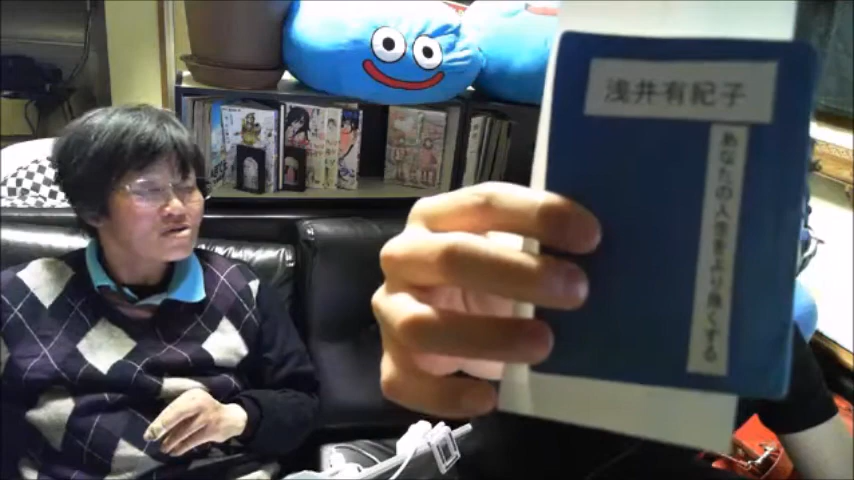 浅井有紀子
あなたの人生をより良くする